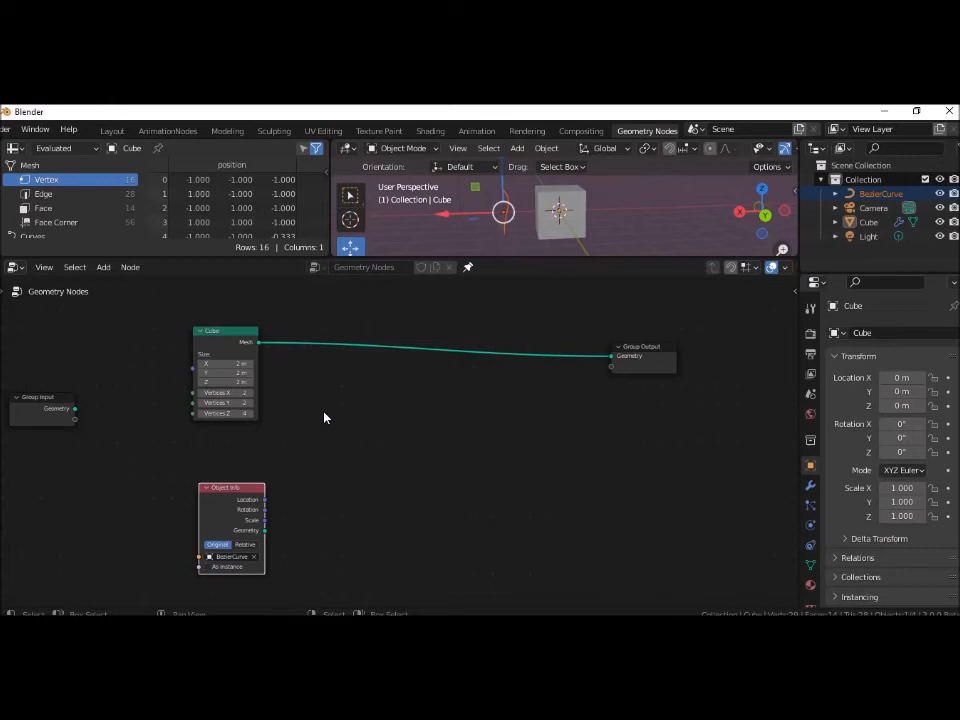 Blender
der Window Help Layout AnimationNodes Modeling Sculpting UV Editing Texture Paint Shading Animation Rendering Compositing Geometry Nodes Scene View Layer
Evaluated Cube
Object Mode View Select Add Object Global
Mesh position
Vertex 16 0 -1.000 -1.000 -1.000
Edge 28 1 -1.000 1.000 -1.000
Face 14 2 -1.000 -1.000 -1.000
Face Corner 56 3 -1.000 -1.000 -0.333
Rows: 16 | Columns: 1
Orientation: Default Drag: Select Box Options
User Perspective
(1) Collection | Cube
Z
X
Y
Scene Collection
Collection
BezierCurve
Camera
Cube
Light
View Select Add Node Geometry Nodes
Geometry Nodes
Group Input
Geometry
Cube
Mesh
Size:
X 2 m
Y 2 m
Z 2 m
Vertices X 2
Vertices Y 2
Vertices Z 4
Group Output
Geometry
Object Info
Location
Rotation
Scale
Geometry
Original Relative
BezierCurve
As Instance
Cube
Cube
Transform
Location X 0 m
Y 0 m
Z 0 m
Rotation X 0°
Y 0°
Z 0°
Mode XYZ Euler
Scale X 1.000
Y 1.000
Z 1.000
Delta Transform
Relations
Collections
Instancing